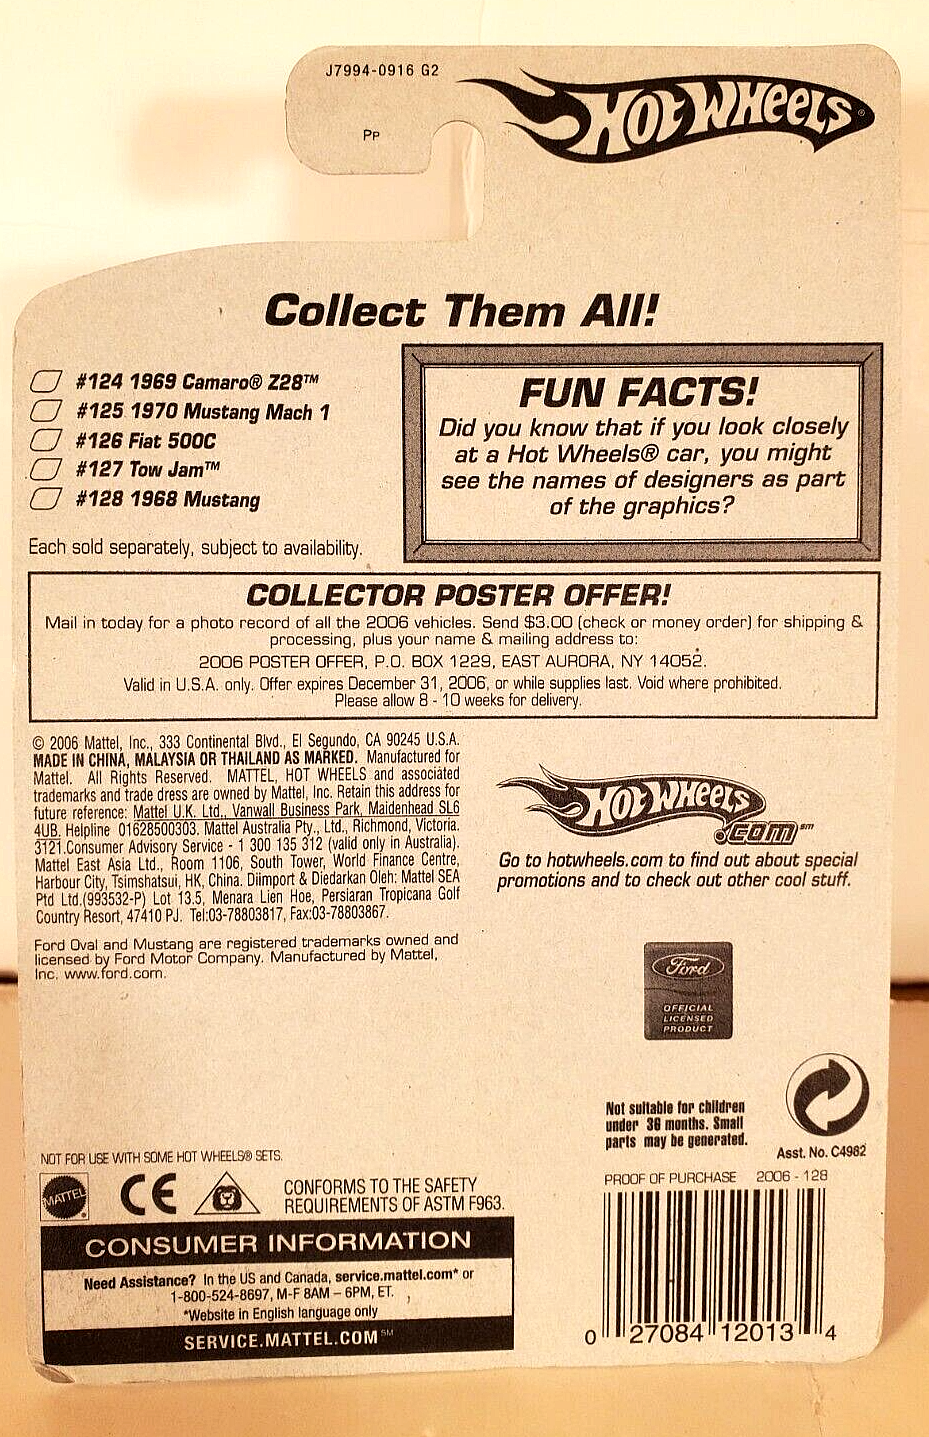 J7994-0916 G2
HOT WHEELS®
PP
Collect Them All!
#124 1969 Camaro® Z28™
#125 1970 Mustang Mach 1
#126 Fiat 500C
#127 Tow Jam™
#128 1968 Mustang
Each sold separately, subject to availability.
FUN FACTS!
Did you know that if you look closely
at a Hot Wheels® car, you might
see the names of designers as part
of the graphics?
COLLECTOR POSTER OFFER!
Mail in today for a photo record of all the 2006 vehicles. Send $3.00 (check or money order) for shipping &
processing, plus your name & mailing address to:
2006 POSTER OFFER, P.O. BOX 1229, EAST AURORA, NY 14052.
Valid in U.S.A. only. Offer expires December 31, 2006, or while supplies last. Void where prohibited.
Please allow 8 - 10 weeks for delivery.
© 2006 Mattel, Inc., 333 Continental Blvd., El Segundo, CA 90245 U.S.A.
MADE IN CHINA, MALAYSIA OR THAILAND AS MARKED. Manufactured for
Mattel. All Rights Reserved. MATTEL, HOT WHEELS and associated
trademarks and trade dress are owned by Mattel, Inc. Retain this address for
future reference: Mattel U.K. Ltd., Vanwall Business Park, Maidenhead SL6
4UB. Helpline 01628500303. Mattel Australia Pty., Ltd., Richmond, Victoria.
3121.Consumer Advisory Service - 1 300 135 312 (valid only in Australia).
Mattel East Asia Ltd., Room 1106, South Tower, World Finance Centre,
Harbour City, Tsimshatsui, HK, China. Diimport & Diedarkan Oleh: Mattel SEA
Ptd Ltd.(993532-P) Lot 13.5, Menara Lien Hoe, Persiaran Tropicana Golf
Country Resort, 47410 PJ. Tel:03-78803817, Fax:03-78803867.
Ford Oval and Mustang are registered trademarks owned and
licensed by Ford Motor Company. Manufactured by Mattel,
Inc. www.ford.com.
HOT WHEELS
.com℠
Go to hotwheels.com to find out about special
promotions and to check out other cool stuff.
Ford
OFFICIAL
LICENSED
PRODUCT
Not suitable for children
under 36 months. Small
parts may be generated.
Asst. No. C4982
NOT FOR USE WITH SOME HOT WHEELS® SETS.
MATTEL
CE
CONFORMS TO THE SAFETY
REQUIREMENTS OF ASTM F963.
CONSUMER INFORMATION
Need Assistance? In the US and Canada, service.mattel.com* or
1-800-524-8697, M-F 8AM – 6PM, ET.
*Website in English language only
SERVICE.MATTEL.COM℠
PROOF OF PURCHASE 2006 - 128
0 27084 12013 4